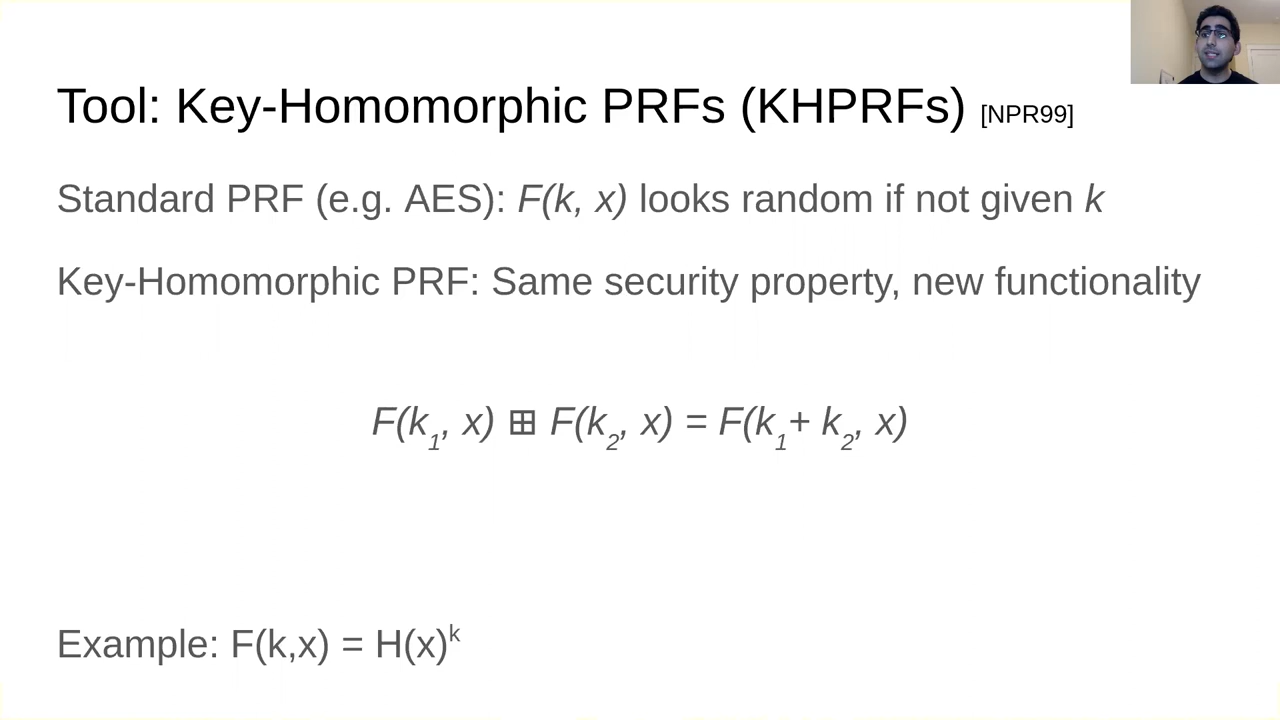 Tool: Key-Homomorphic PRFs (KHPRFs) [NPR99]
Standard PRF (e.g. AES): F(k, x) looks random if not given k
Key-Homomorphic PRF: Same security property, new functionality
F(k₁, x) ⊞ F(k₂, x) = F(k₁+ k₂, x)
Example: F(k,x) = H(x)ᵏ